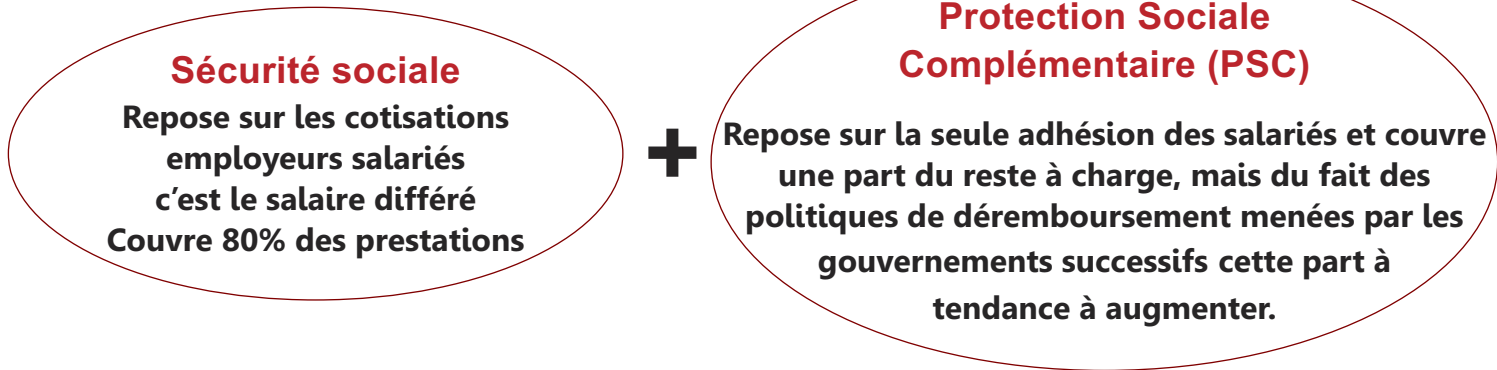 Sécurité sociale
Repose sur les cotisations
employeurs salariés
c’est le salaire différé
Couvre 80% des prestations
+
Protection Sociale
Complémentaire (PSC)
Repose sur la seule adhésion des salariés et couvre
une part du reste à charge, mais du fait des
politiques de déremboursement menées par les
gouvernements successifs cette part à
tendance à augmenter.